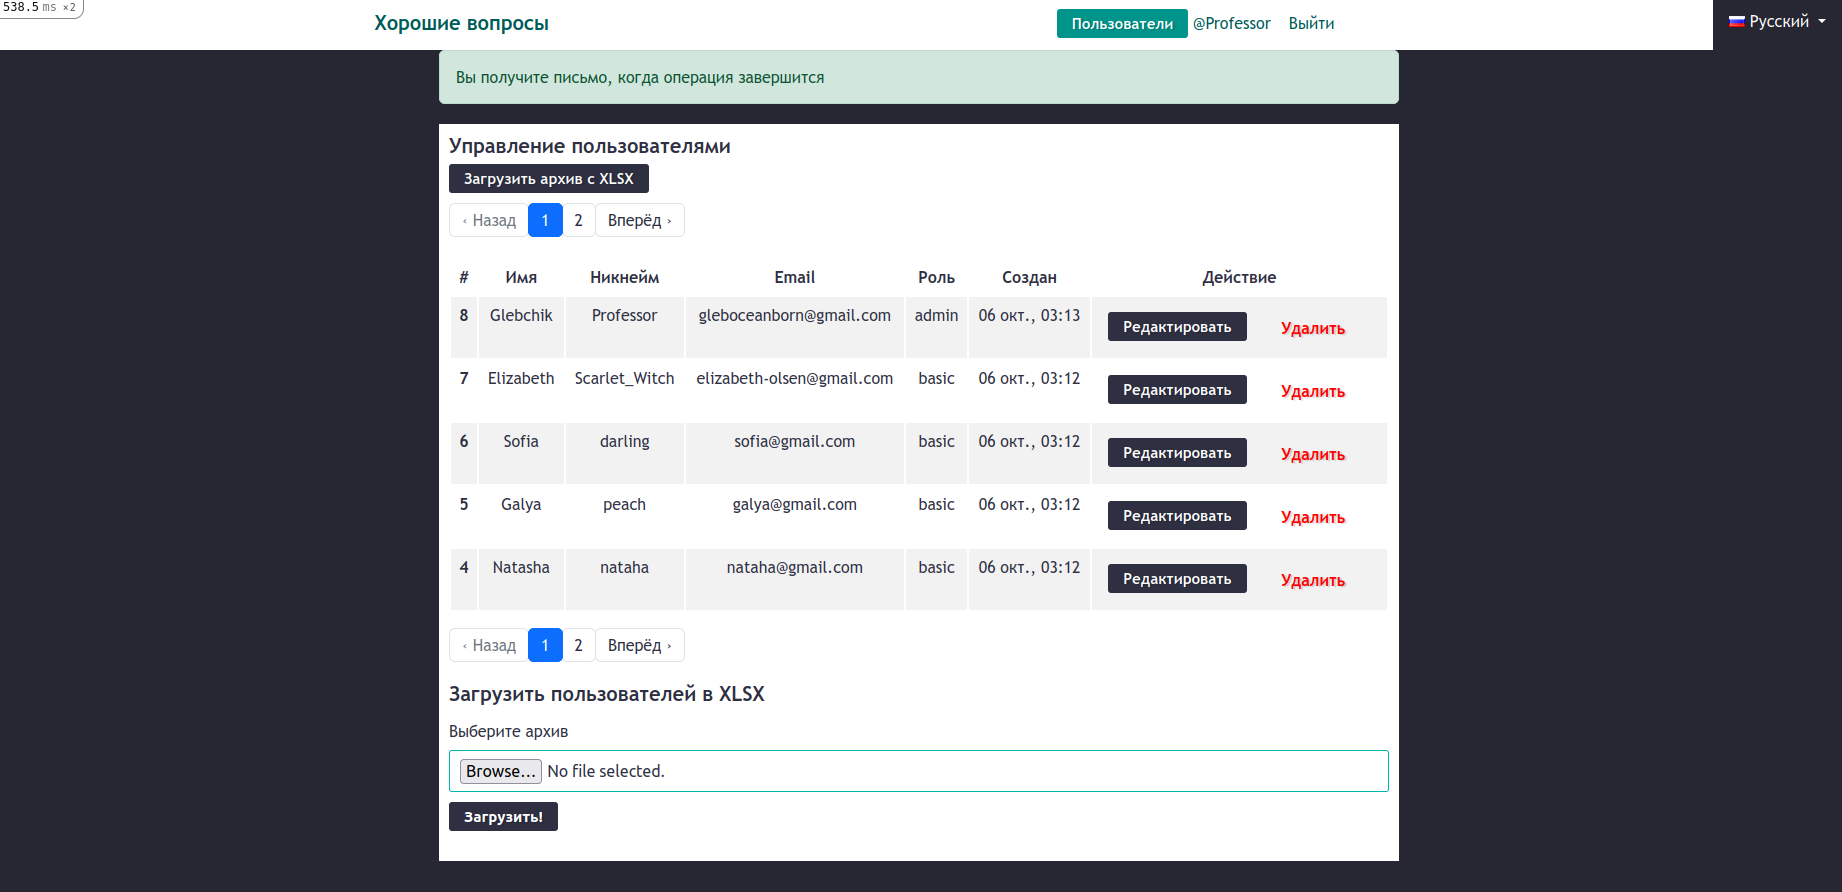 538.5 ms ×2
Хорошие вопросы
Пользователи @Professor Выйти
Русский
Вы получите письмо, когда операция завершится
Управление пользователями
Загрузить архив с XLSX
‹ Назад 1 2 Вперёд ›
# Имя Никнейм Email Роль Создан Действие
8 Glebchik Professor gleboceanborn@gmail.com admin 06 окт., 03:13 Редактировать Удалить
7 Elizabeth Scarlet_Witch elizabeth-olsen@gmail.com basic 06 окт., 03:12 Редактировать Удалить
6 Sofia darling sofia@gmail.com basic 06 окт., 03:12 Редактировать Удалить
5 Galya peach galya@gmail.com basic 06 окт., 03:12 Редактировать Удалить
4 Natasha nataha nataha@gmail.com basic 06 окт., 03:12 Редактировать Удалить
‹ Назад 1 2 Вперёд ›
Загрузить пользователей в XLSX
Выберите архив
Browse... No file selected.
Загрузить!